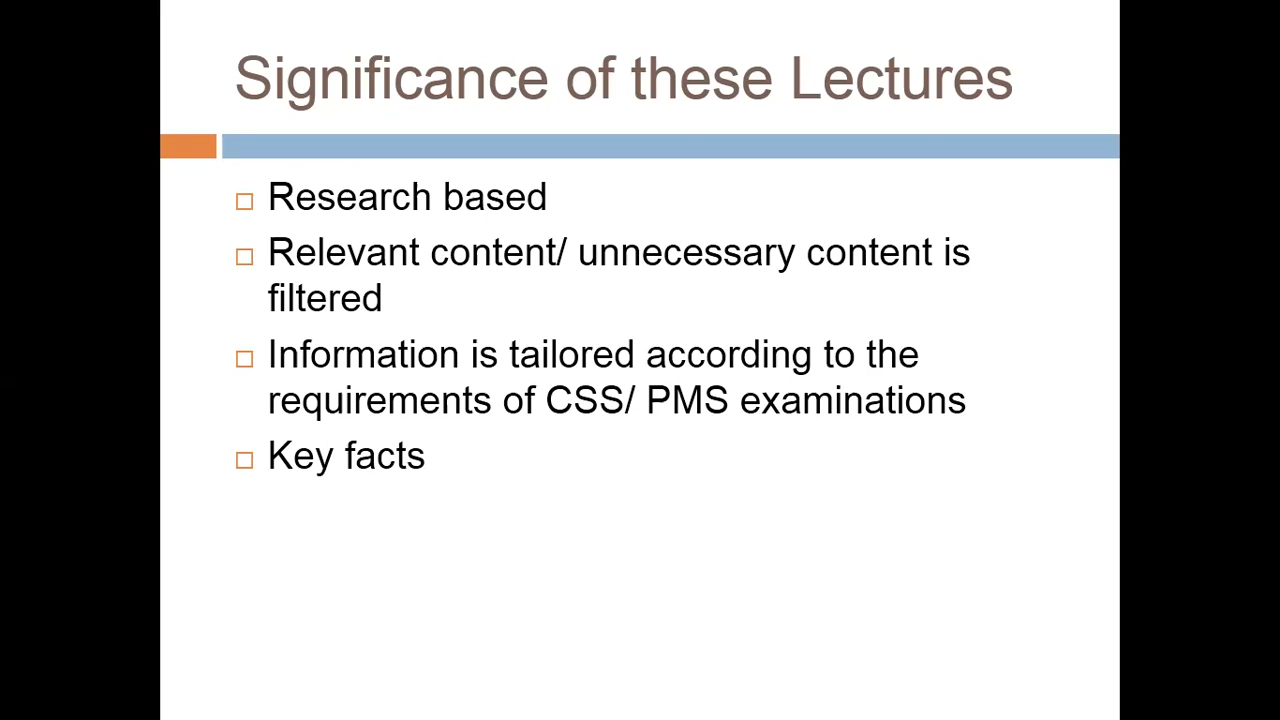 Significance of these Lectures
Research based
Relevant content/ unnecessary content is
filtered
Information is tailored according to the
requirements of CSS/ PMS examinations
Key facts